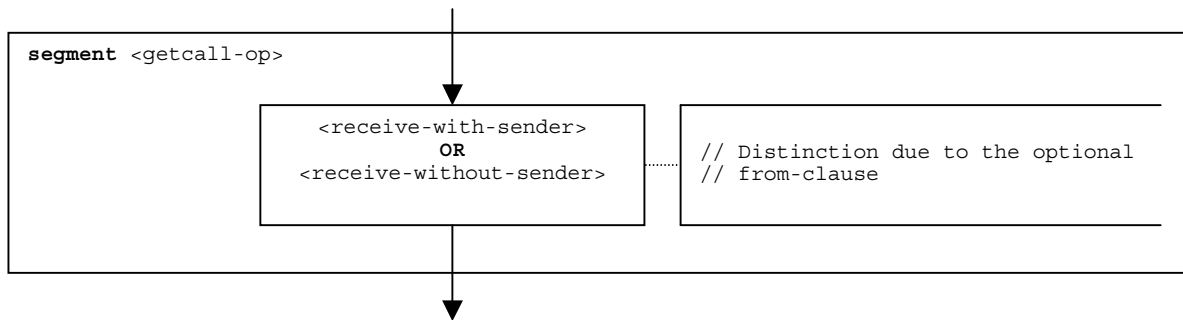 segment <getcall-op>
<receive-with-sender>
OR
<receive-without-sender>
// Distinction due to the optional
// from-clause